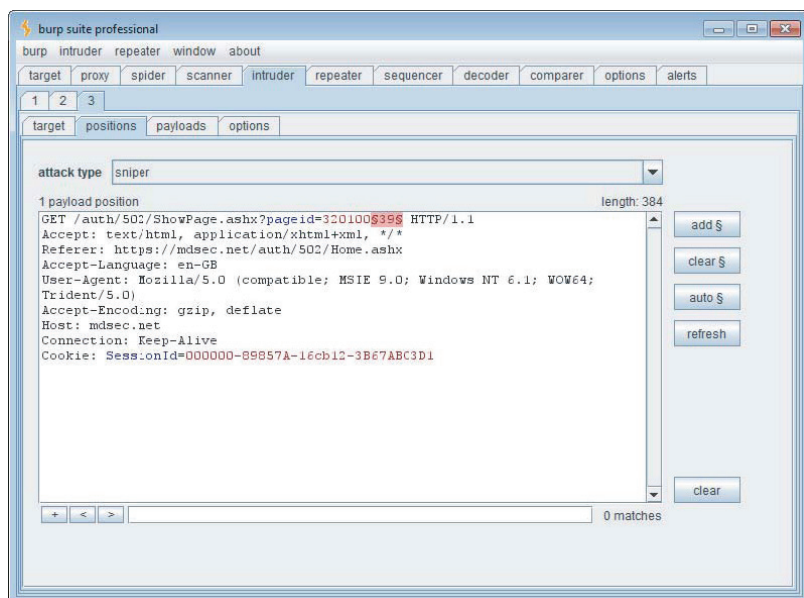 burp suite professional
burp intruder repeater window about
target proxy spider scanner intruder repeater sequencer decoder comparer options alerts
1 2 3
target positions payloads options
attack type sniper
1 payload position length: 384
GET /auth/502/ShowPage.ashx?pageid=320100§39§ HTTP/1.1
Accept: text/html, application/xhtml+xml, */*
Referer: https://mdsec.net/auth/502/Home.ashx
Accept-Language: en-GB
User-Agent: Mozilla/5.0 (compatible; MSIE 9.0; Windows NT 6.1; WOW64;
Trident/5.0)
Accept-Encoding: gzip, deflate
Host: mdsec.net
Connection: Keep-Alive
Cookie: SessionId=000000-89857A-16cb12-3B67ABC3D1
add §
clear §
auto §
refresh
clear
+ < > 0 matches